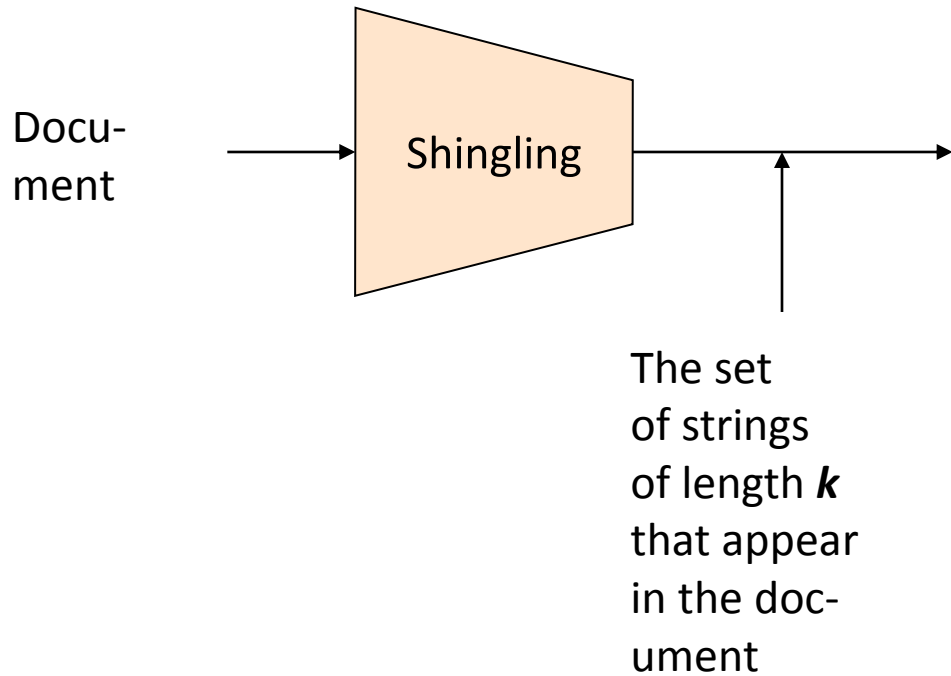 Docu-
ment
Shingling
The set
of strings
of length k
that appear
in the doc-
ument